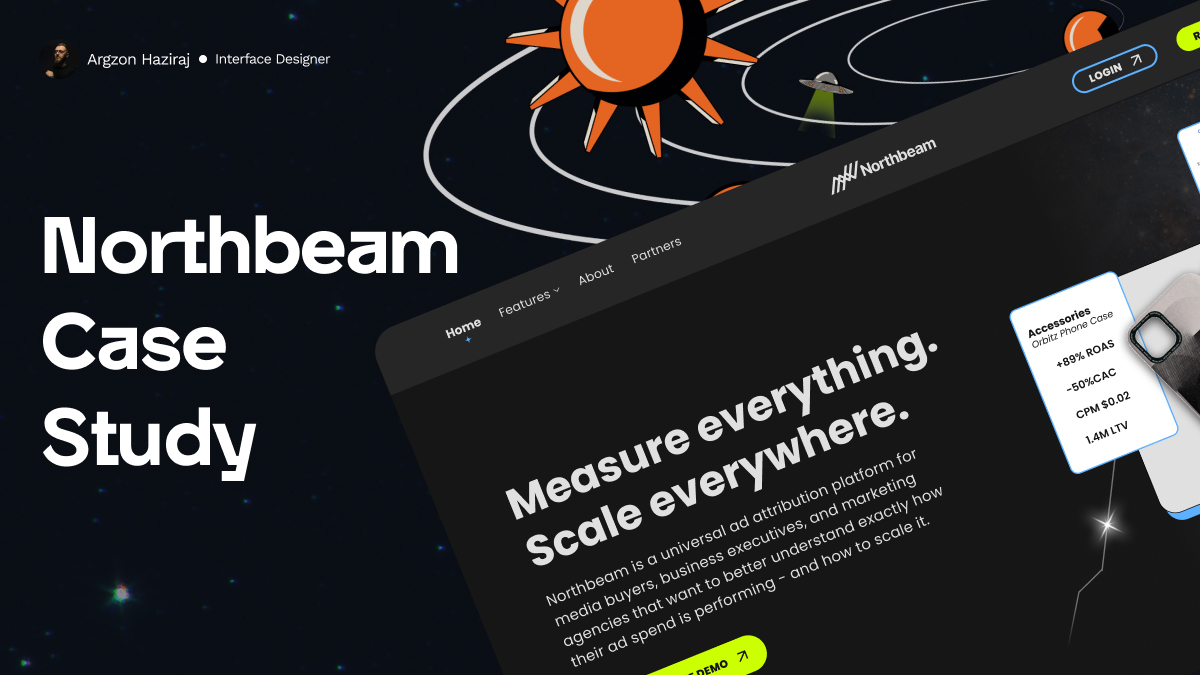 Argzon Haziraj
Interface Designer
Northbeam
Case
Study
LOGIN
Northbeam
Home
Features
About
Partners
Measure everything.
Scale everywhere.
Northbeam is a universal ad attribution platform for
media buyers, business executives, and marketing
agencies that want to better understand exactly how
their ad spend is performing - and how to scale it.
DEMO
Accessories
Orbitz Phone Case
+89% ROAS
-50%CAC
CPM $0.02
1.4M LTV